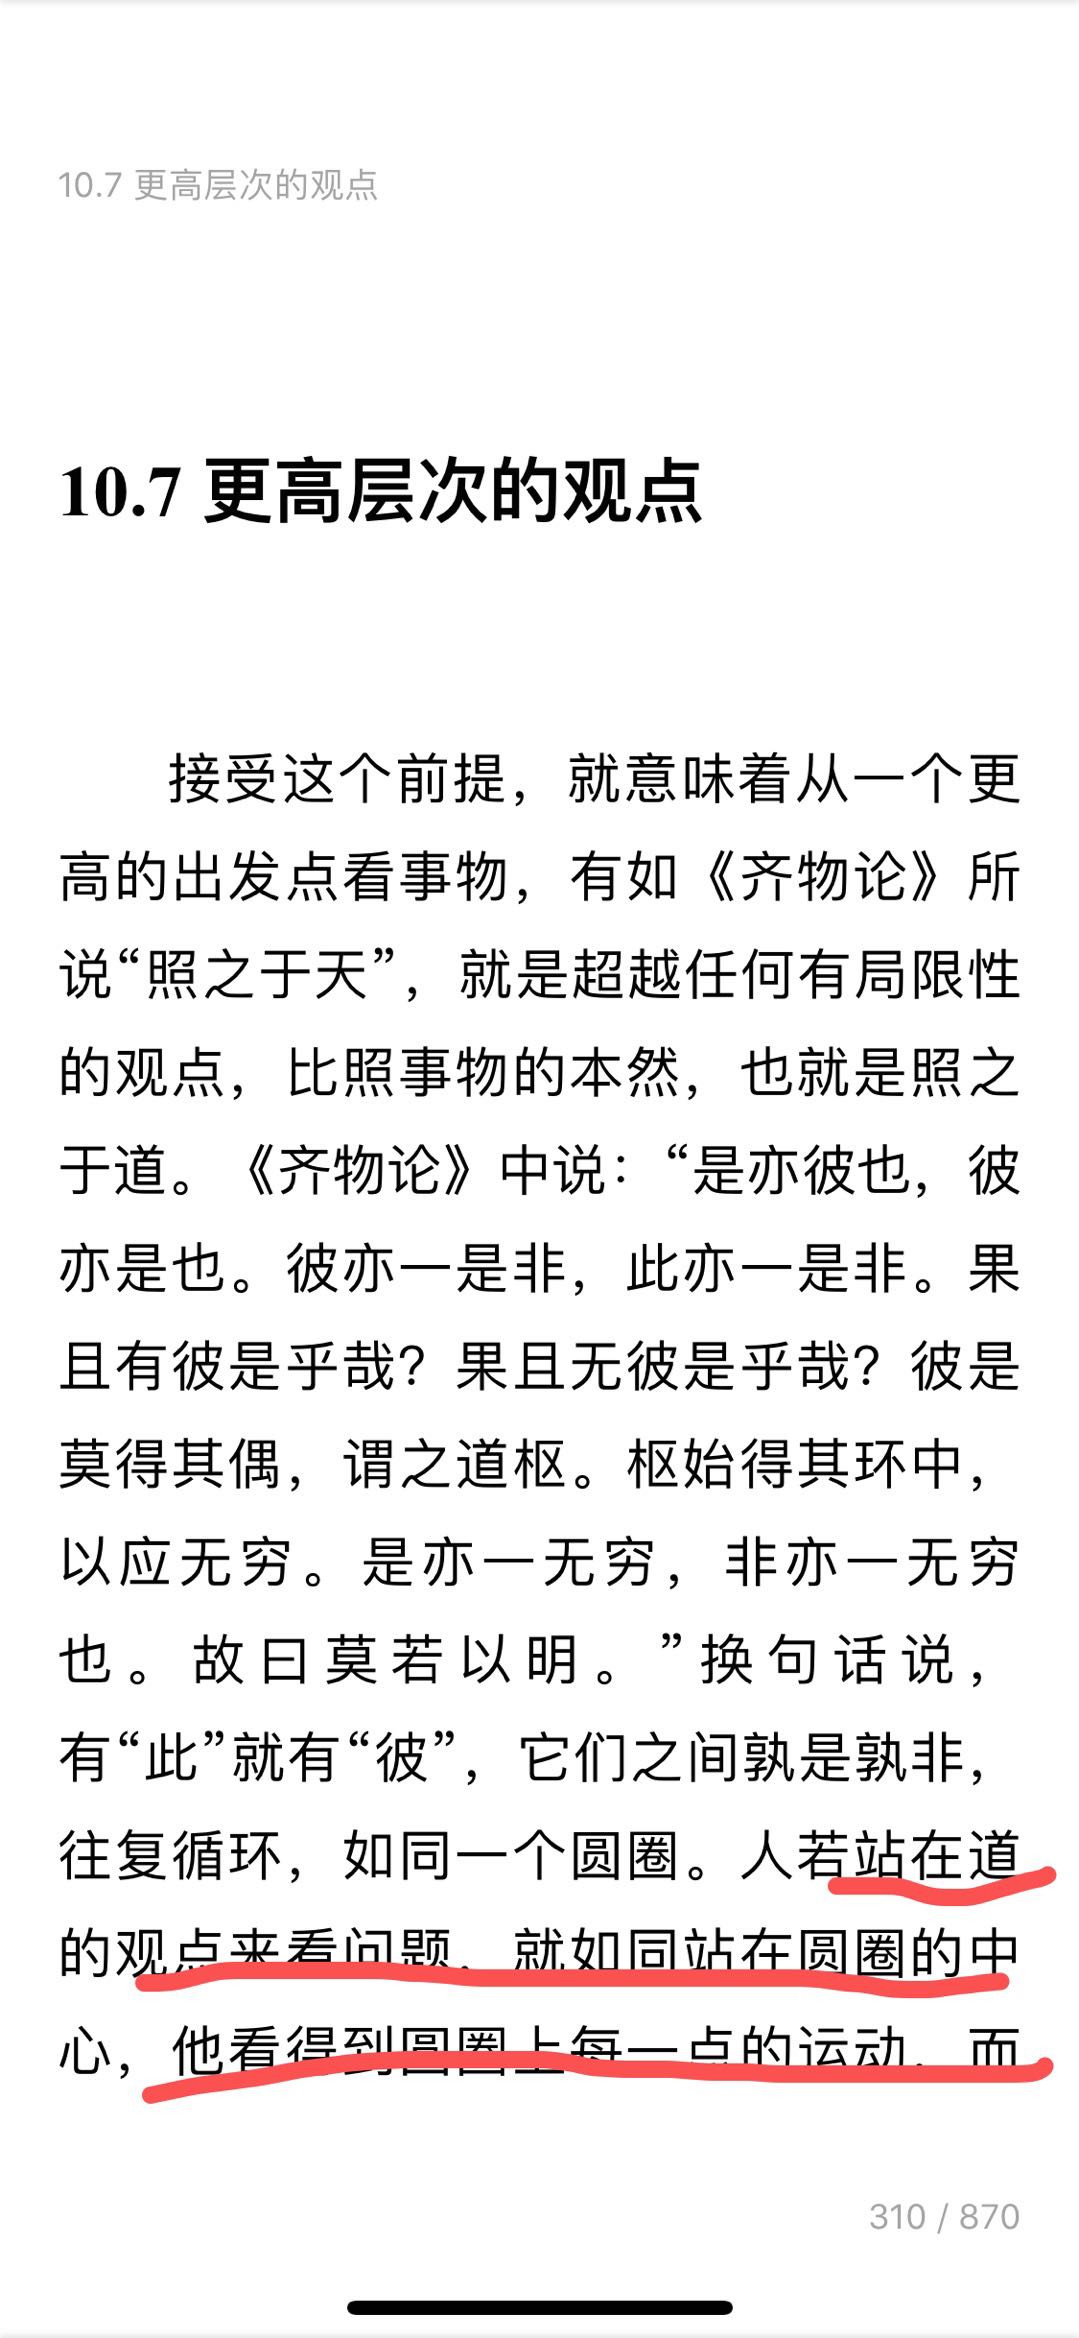 10.7 更高层次的观点
10.7 更高层次的观点
接受这个前提，就意味着从一个更
高的出发点看事物，有如《齐物论》所
说“照之于天”，就是超越任何有局限性
的观点，比照事物的本然，也就是照之
于道。《齐物论》中说：“是亦彼也，彼
亦是也。彼亦一是非，此亦一是非。果
且有彼是乎哉？果且无彼是乎哉？彼是
莫得其偶，谓之道枢。枢始得其环中，
以应无穷。是亦一无穷，非亦一无穷
也。故曰莫若以明。”换句话说，
有“此”就有“彼”，它们之间孰是孰非，
往复循环，如同一个圆圈。人若站在道
的观点来看问题，就如同站在圆圈的中
心，他看得到圆圈上每一点的运动，而
310 / 870